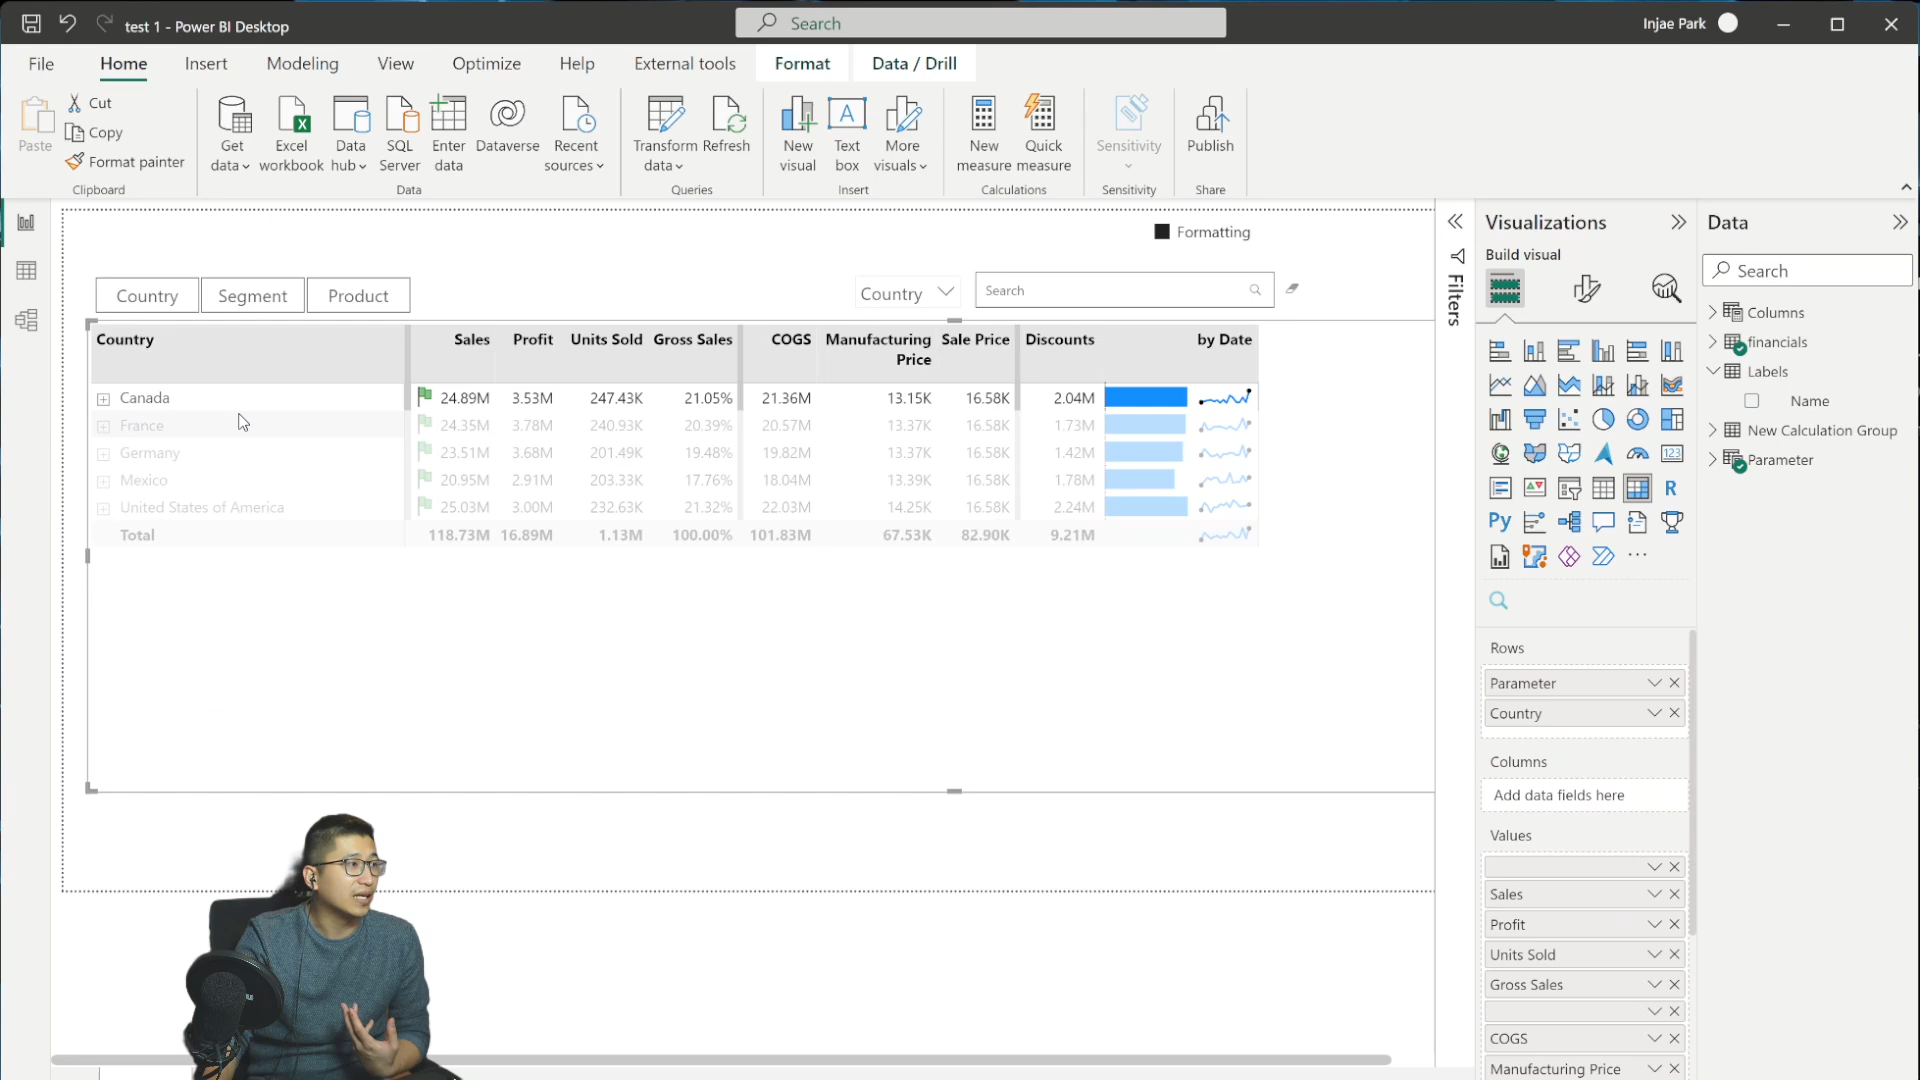 test 1 - Power BI Desktop
Search
Injae Park
File Home Insert Modeling View Optimize Help External tools Format Data / Drill
Paste
Cut
Copy
Format painter
Clipboard
Get data
Excel workbook
Data hub
SQL Server
Enter data
Dataverse
Recent sources
Data
Transform data
Refresh
Queries
New visual
Text box
More visuals
Insert
New measure
Quick measure
Calculations
Sensitivity
Sensitivity
Publish
Share
Formatting
Country Segment Product
Country
Search
Country Sales Profit Units Sold Gross Sales COGS Manufacturing Price Sale Price Discounts by Date
Canada 24.89M 3.53M 247.43K 21.05% 21.36M 13.15K 16.58K 2.04M
France 24.35M 3.78M 240.93K 20.39% 20.57M 13.37K 16.58K 1.73M
Germany 23.51M 3.68M 201.49K 19.48% 19.82M 13.37K 16.58K 1.42M
Mexico 20.95M 2.91M 203.33K 17.76% 18.04M 13.39K 16.58K 1.78M
United States of America 25.03M 3.00M 232.63K 21.32% 22.03M 14.25K 16.58K 2.24M
Total 118.73M 16.89M 1.13M 100.00% 101.83M 67.53K 82.90K 9.21M
Filters
Visualizations
Build visual
123
R
Py
Rows
Parameter
Country
Columns
Add data fields here
Values
Sales
Profit
Units Sold
Gross Sales
COGS
Manufacturing Price
Data
Search
Columns
financials
Labels
Name
New Calculation Group
Parameter